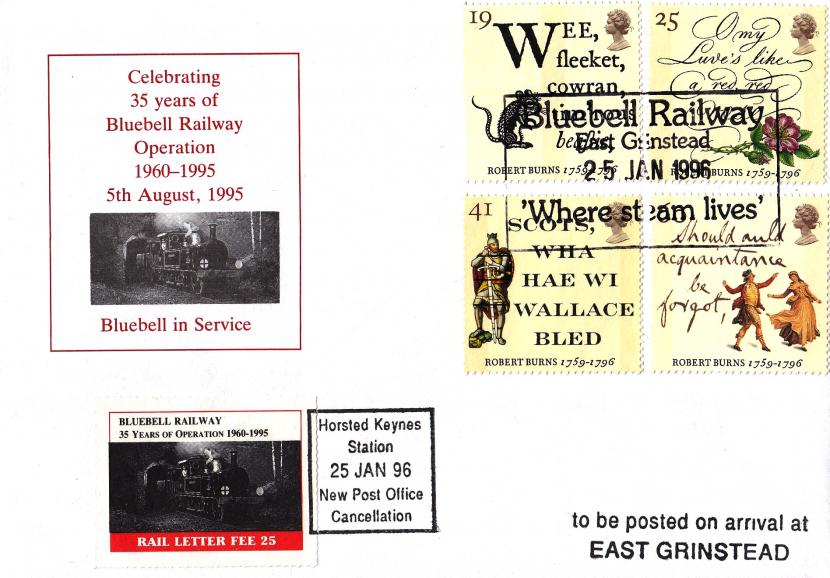 Celebrating
35 years of
Bluebell Railway
Operation
1960–1995
5th August, 1995
Bluebell in Service
19
WEE,
fleeket,
cowran,
tim'rous
beastie,
ROBERT BURNS 1759-1796
25
O my
Luve's like
a red, red
ROBERT BURNS 1759-1796
Bluebell Railway
East Grinstead
25 JAN 1996
'Where steam lives'
41
SCOTS,
WHA
HAE WI
WALLACE
BLED
ROBERT BURNS 1759-1796
Should auld
acquaintance
be
forgot,
ROBERT BURNS 1759-1796
BLUEBELL RAILWAY
35 YEARS OF OPERATION 1960-1995
RAIL LETTER FEE 25
Horsted Keynes
Station
25 JAN 96
New Post Office
Cancellation
to be posted on arrival at
EAST GRINSTEAD